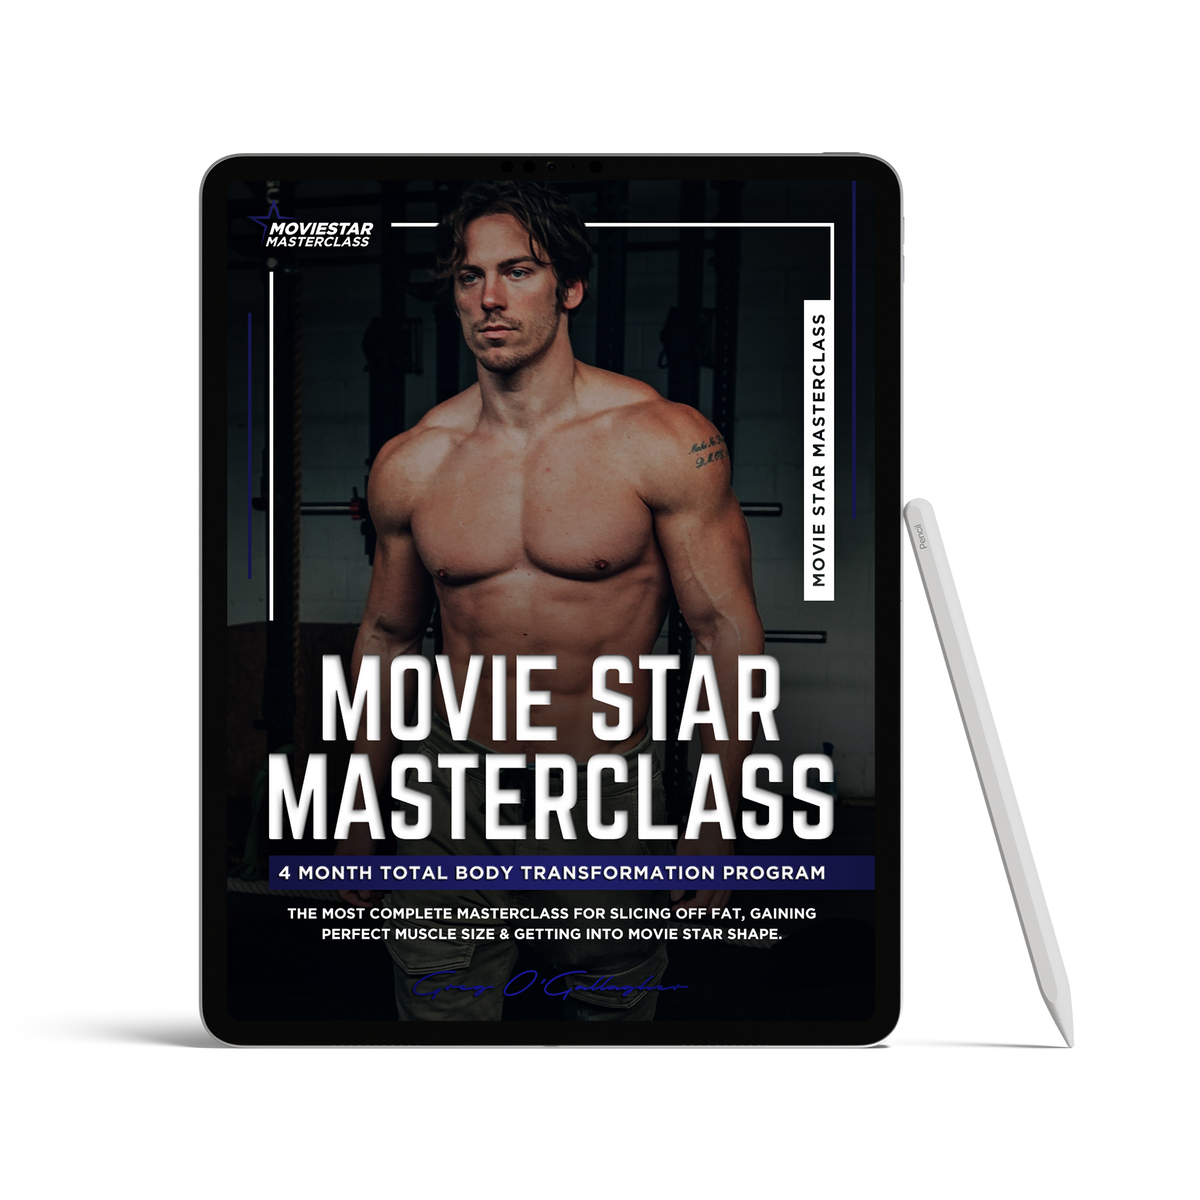 MOVIESTAR
MASTERCLASS
MOVIE STAR MASTERCLASS
MOVIE STAR
MASTERCLASS
4 MONTH TOTAL BODY TRANSFORMATION PROGRAM
THE MOST COMPLETE MASTERCLASS FOR SLICING OFF FAT, GAINING
PERFECT MUSCLE SIZE & GETTING INTO MOVIE STAR SHAPE.
Greg O'Gallagher
Pencil